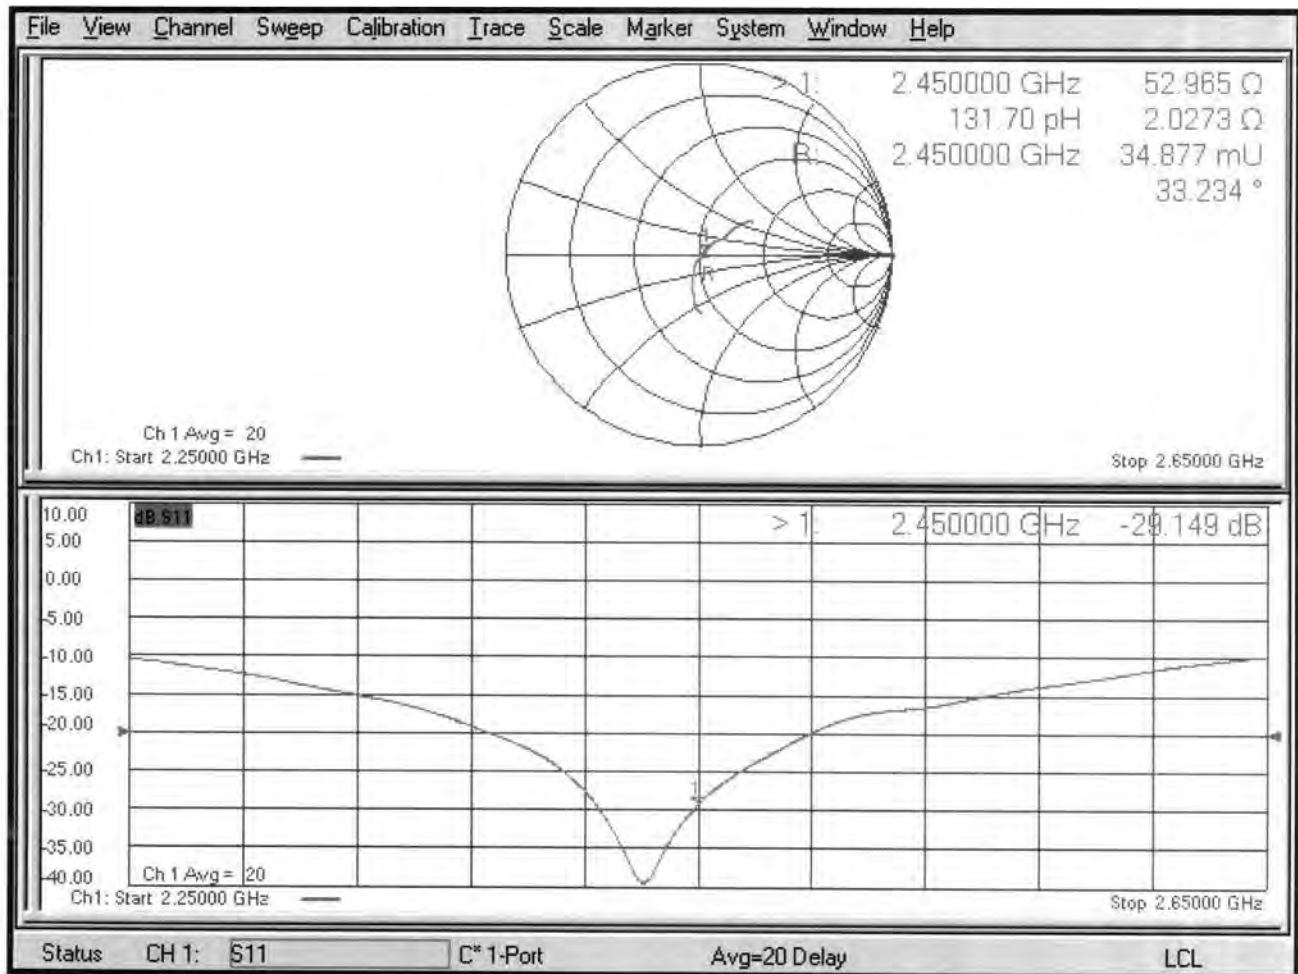 File View Channel Sweep Calibration Trace Scale Marker System Window Help
> 1: 2.450000 GHz 52.965 Ω
131.70 pH 2.0273 Ω
R: 2.450000 GHz 34.877 mU
33.234 °
Ch 1 Avg = 20
Ch1: Start 2.25000 GHz
Stop 2.65000 GHz
10.00
dB S11
> 1: 2.450000 GHz -29.149 dB
5.00
0.00
-5.00
-10.00
-15.00
-20.00
-25.00
1
-30.00
-35.00
-40.00
Ch 1 Avg = 20
Ch1: Start 2.25000 GHz
Stop 2.65000 GHz
Status CH 1: S11 C* 1-Port Avg=20 Delay LCL